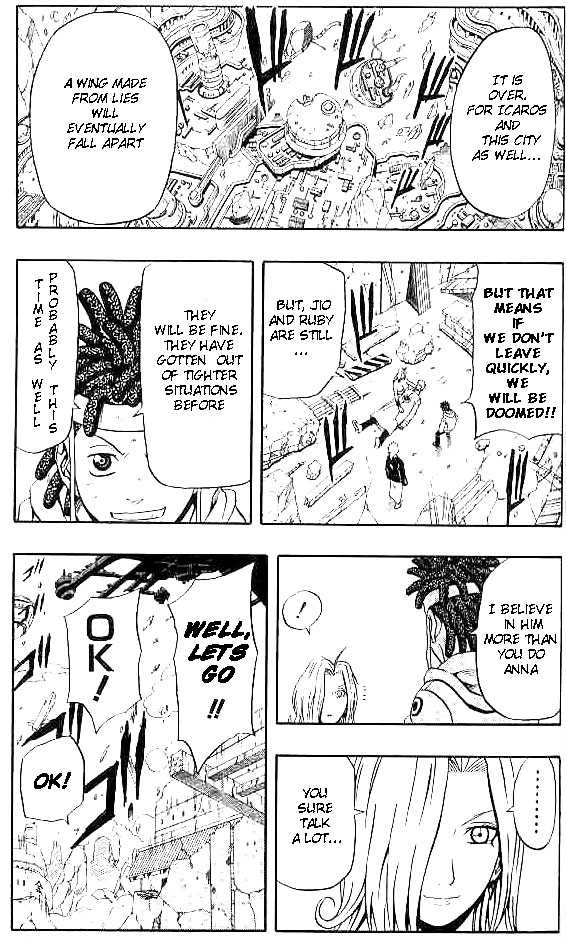 IT IS
OVER.
FOR ICAROS
AND
THIS CITY
AS WELL...
A WING MADE
FROM LIES
WILL
EVENTUALLY
FALL APART
BUT THAT
MEANS
IF
WE DON'T
LEAVE
QUICKLY,
WE
WILL BE
DOOMED!!
BUT, JIO
AND RUBY
ARE STILL
...
THEY
WILL BE FINE.
THEY HAVE
GOTTEN OUT
OF TIGHTER
SITUATIONS
BEFORE
PROBABLY THIS
TIME AS WELL
I BELIEVE
IN HIM
MORE THAN
YOU DO
ANNA
!
......
YOU
SURE
TALK
A LOT...
WELL,
LETS
GO
!!
OK!
OK!